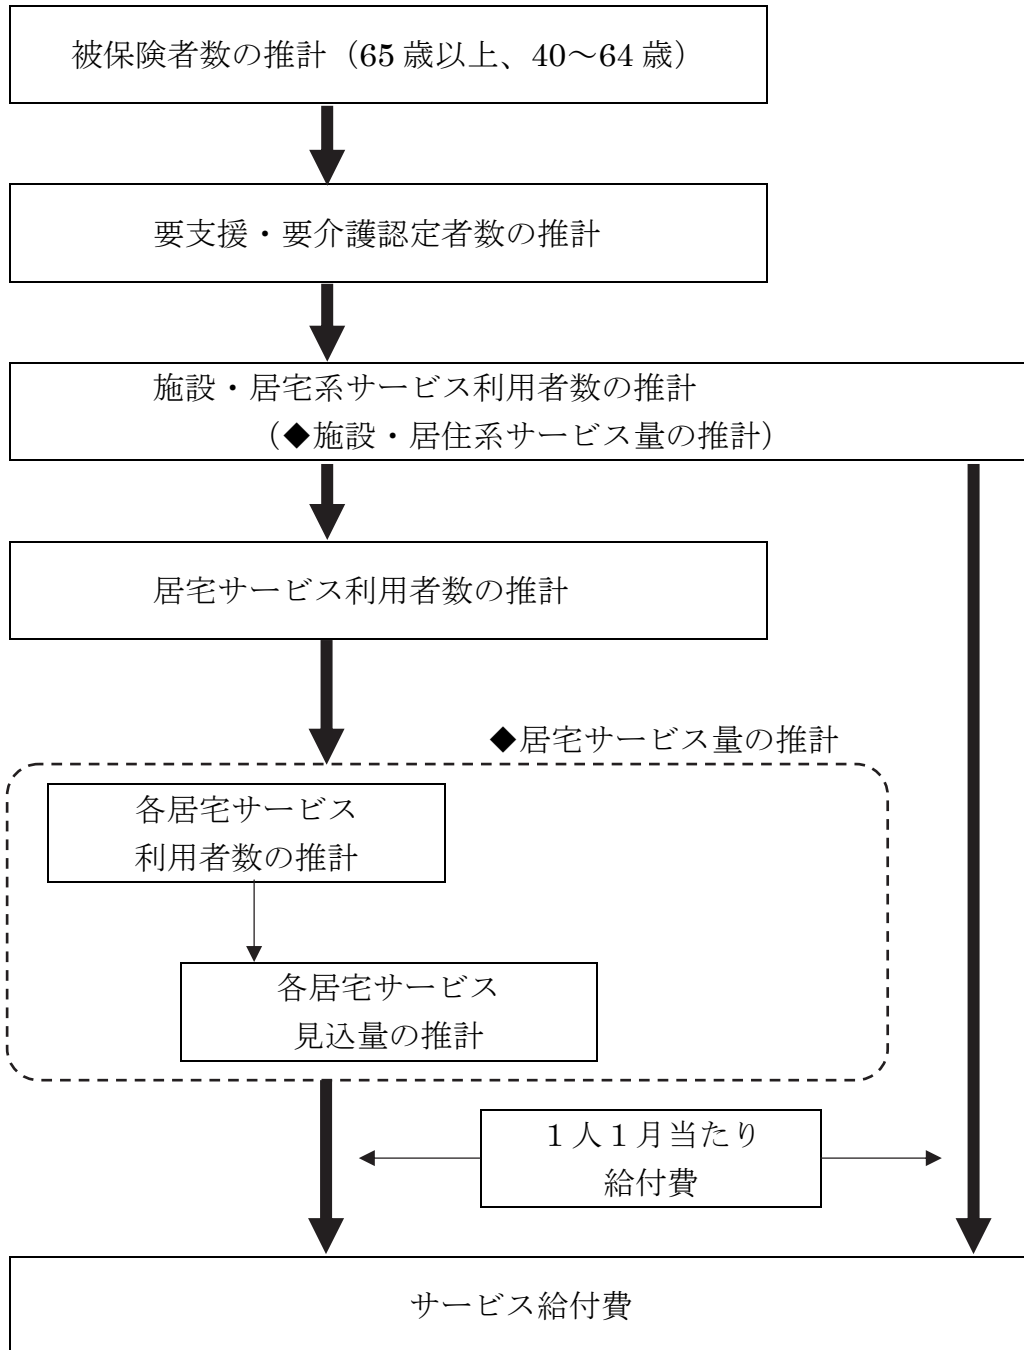 被保険者数の推計（65 歳以上、40～64 歳）
要支援・要介護認定者数の推計
施設・居宅系サービス利用者数の推計
（◆施設・居住系サービス量の推計）
居宅サービス利用者数の推計
◆居宅サービス量の推計
各居宅サービス
利用者数の推計
各居宅サービス
見込量の推計
１人１月当たり
給付費
サービス給付費